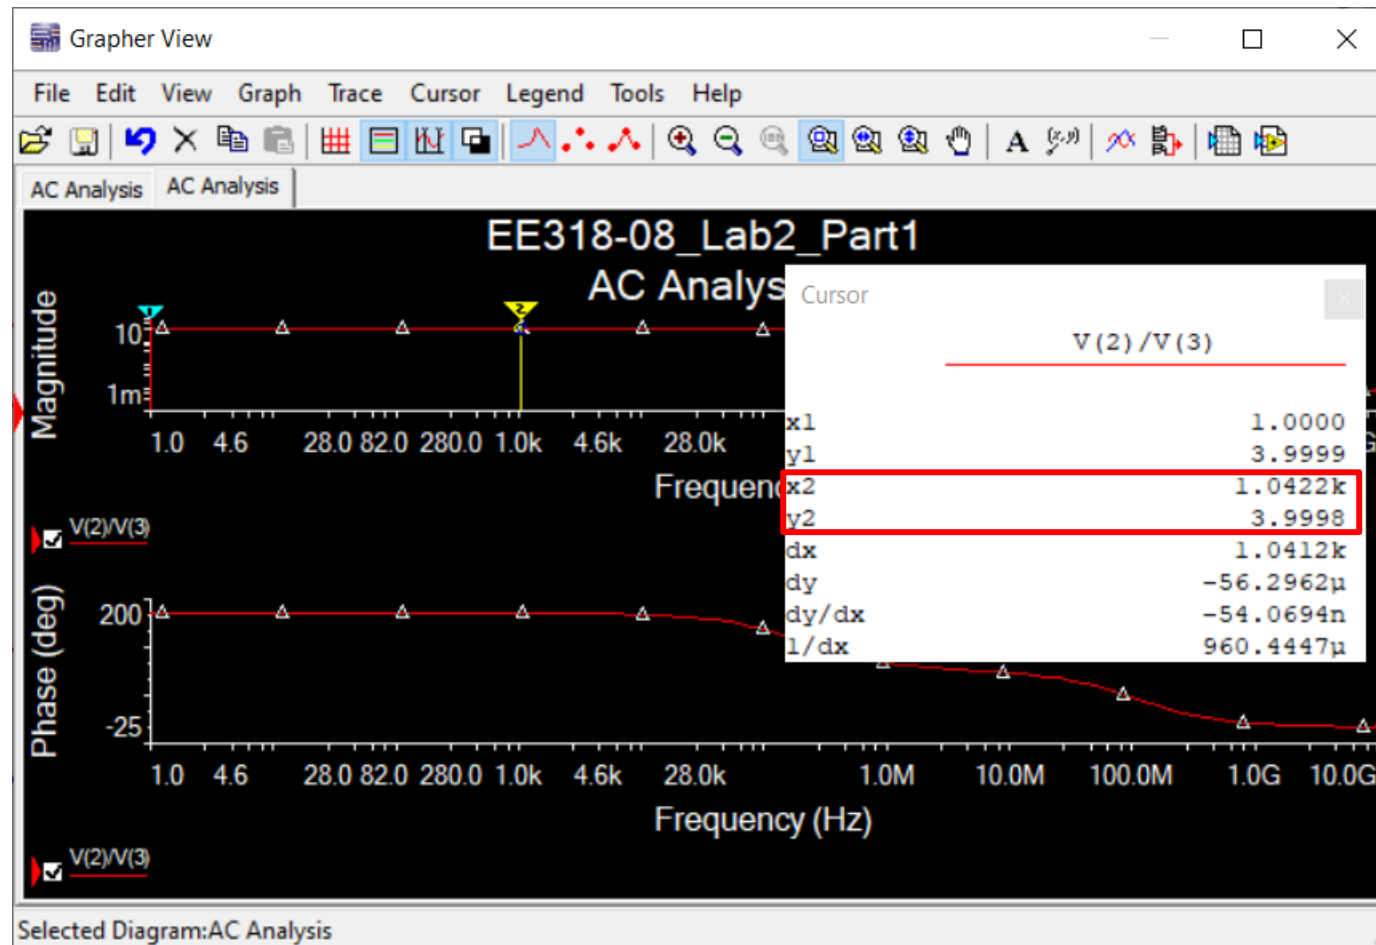 Grapher View
File Edit View Graph Trace Cursor Legend Tools Help
A (x,y)
AC Analysis AC Analysis
EE318-08_Lab2_Part1
AC Analys
Magnitude
10
1m
1 2
1.0 4.6 28.0 82.0 280.0 1.0k 4.6k 28.0k G
Frequen
V(2)/V(3)
Cursor
V(2)/V(3)
x1 1.0000
y1 3.9999
x2 1.0422k
y2 3.9998
dx 1.0412k
dy -56.2962µ
dy/dx -54.0694n
1/dx 960.4447µ
Phase (deg)
200
-25
1.0 4.6 28.0 82.0 280.0 1.0k 4.6k 28.0k 1.0M 10.0M 100.0M 1.0G 10.0G
Frequency (Hz)
V(2)/V(3)
Selected Diagram:AC Analysis